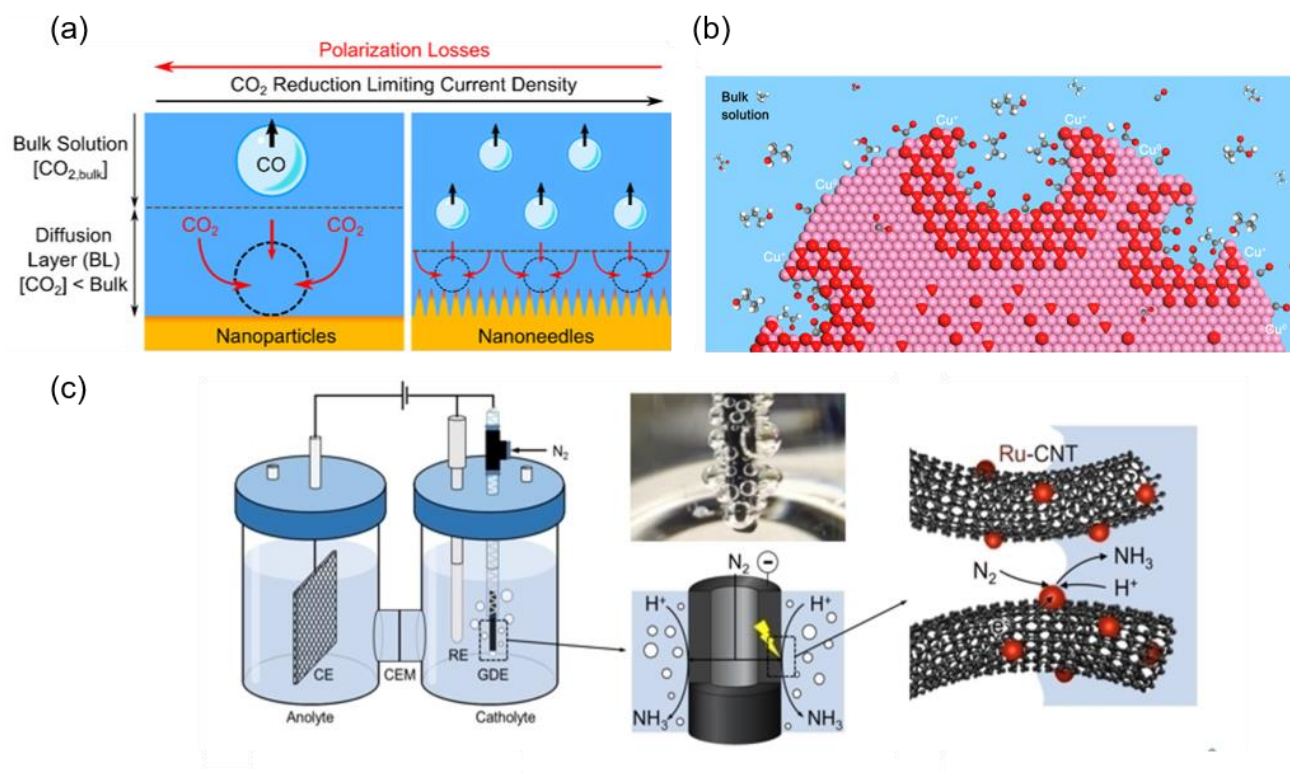 (a)
Polarization Losses
CO₂ Reduction Limiting Current Density
Bulk Solution
[CO₂,bulk]
Diffusion
Layer (BL)
[CO₂] < Bulk
CO
CO₂
CO₂
Nanoparticles
Nanoneedles
(b)
Bulk
solution
Cu⁺
Cu⁺
Cu⁰
Cu⁰
Cu⁺
Cu⁺
Cu⁰
(c)
N₂
CE
CEM
RE
GDE
Anolyte
Catholyte
N₂
−
H⁺
H⁺
NH₃
NH₃
Ru-CNT
N₂
NH₃
H⁺
e⁻